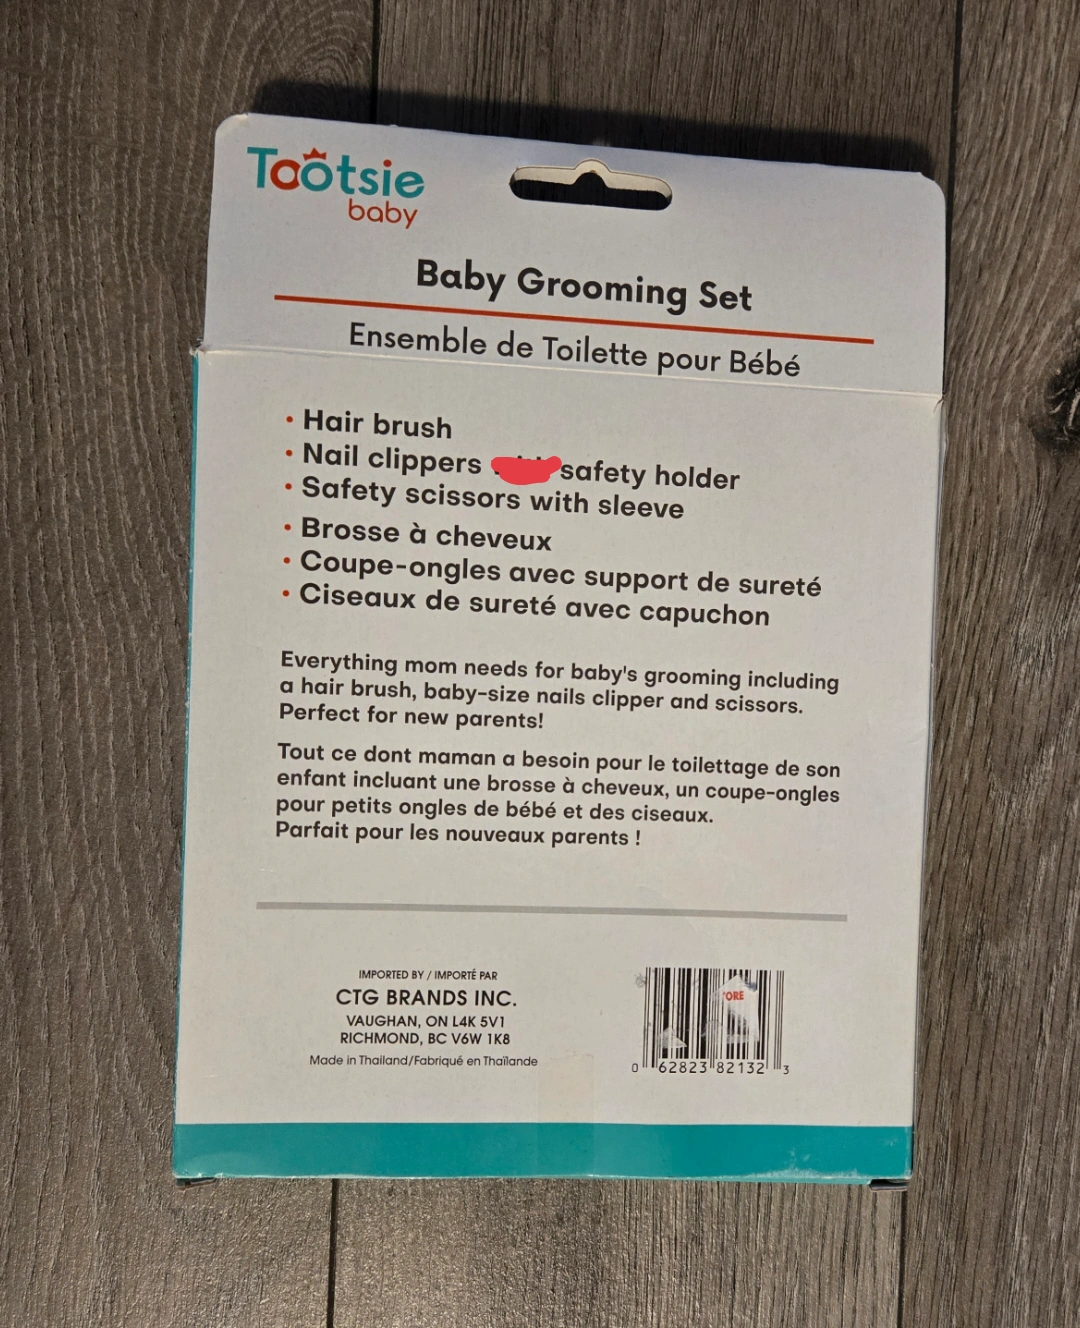 Tootsie
baby
Baby Grooming Set
Ensemble de Toilette pour Bébé
• Hair brush
• Nail clippers safety holder
• Safety scissors with sleeve
• Brosse à cheveux
• Coupe-ongles avec support de sureté
• Ciseaux de sureté avec capuchon
Everything mom needs for baby's grooming including
a hair brush, baby-size nails clipper and scissors.
Perfect for new parents!
Tout ce dont maman a besoin pour le toilettage de son
enfant incluant une brosse à cheveux, un coupe-ongles
pour petits ongles de bébé et des ciseaux.
Parfait pour les nouveaux parents !
IMPORTED BY / IMPORTÉ PAR
CTG BRANDS INC.
VAUGHAN, ON L4K 5V1
RICHMOND, BC V6W 1K8
Made in Thailand/Fabriqué en Thaïlande
ORE
0 62823 82132 3